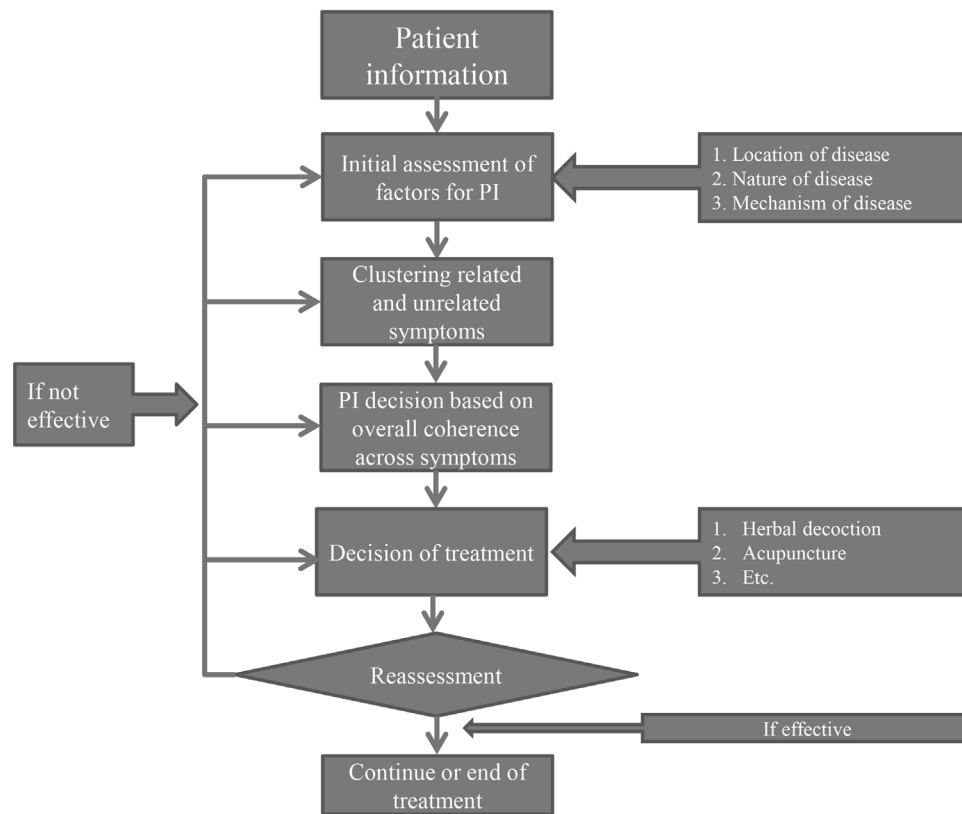 Patient
information
Initial assessment of
factors for PI
1. Location of disease
2. Nature of disease
3. Mechanism of disease
Clustering related
and unrelated
symptoms
If not
effective
PI decision based on
overall coherence
across symptoms
Decision of treatment
1. Herbal decoction
2. Acupuncture
3. Etc.
Reassessment
If effective
Continue or end of
treatment